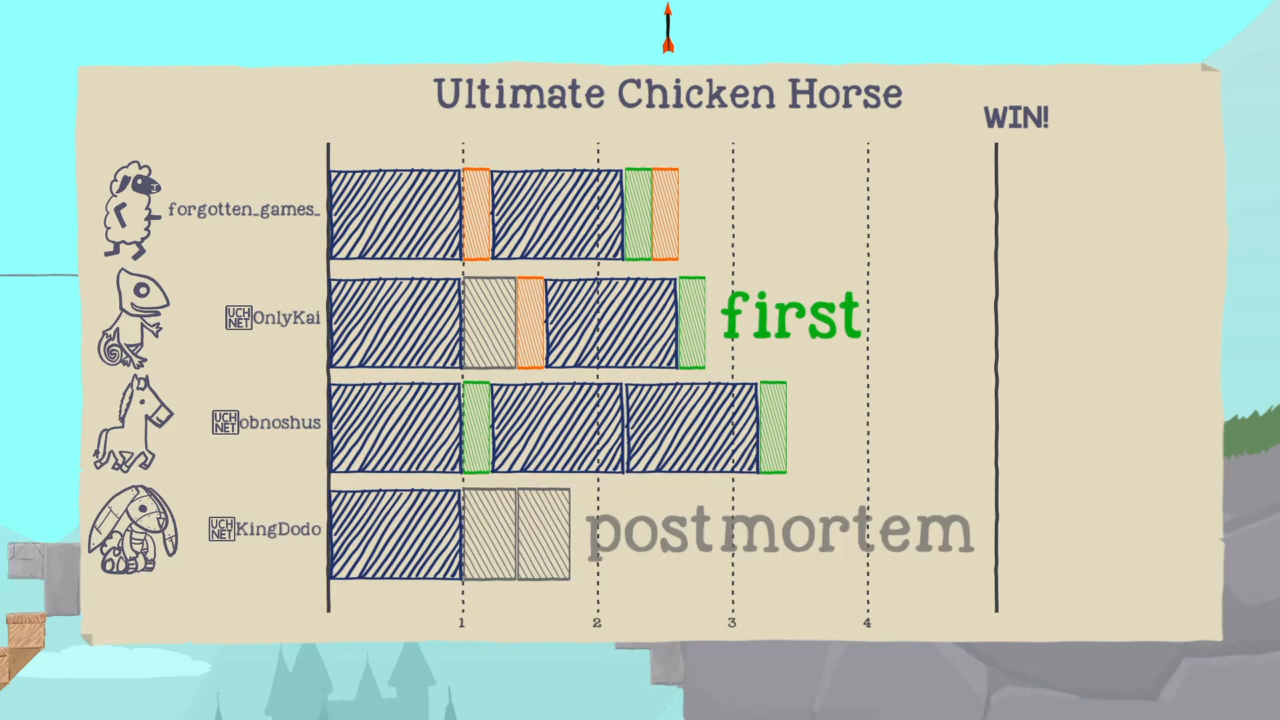 Ultimate Chicken Horse
WIN!
forgotten_games_
UCH NET OnlyKai
first
UCH NET obnoshus
UCH NET KingDodo
postmortem
1 2 3 4